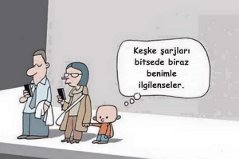 Keşke şarjları
bitsede biraz
benimle
ilgilenseler.